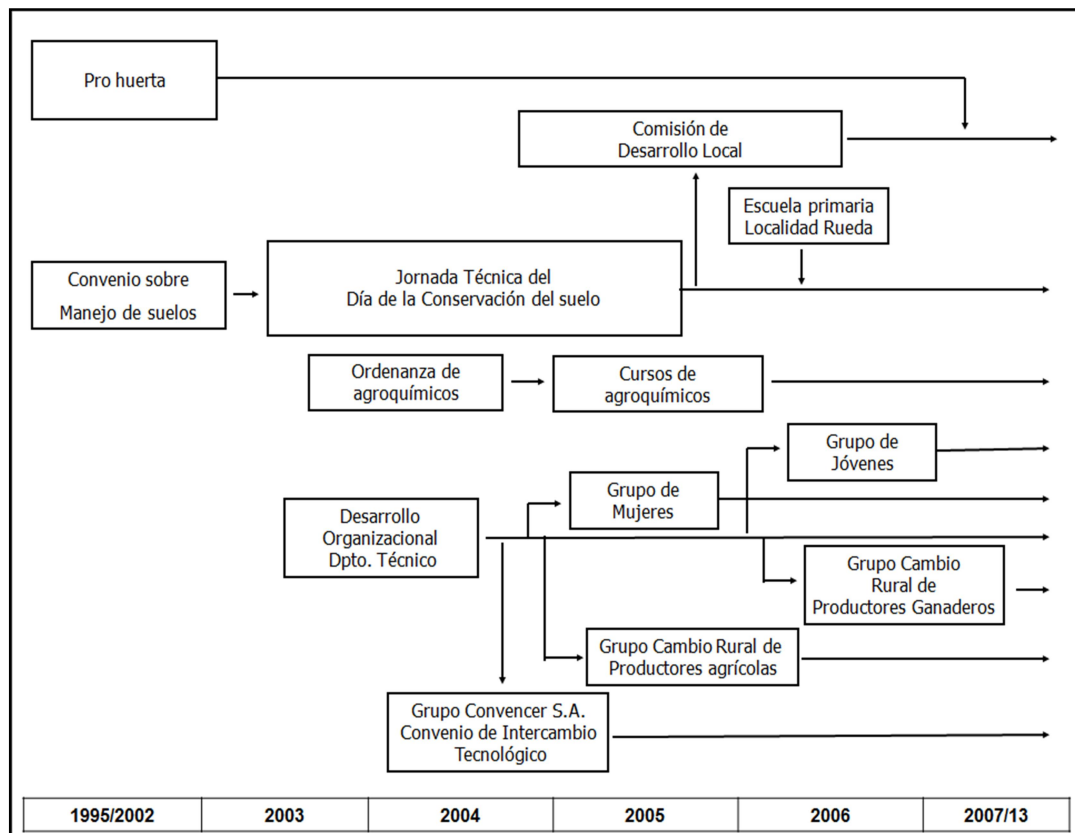 Pro huerta
Comisión de
Desarrollo Local
Escuela primaria
Localidad Rueda
Convenio sobre
Manejo de suelos
Jornada Técnica del
Día de la Conservación del suelo
Ordenanza de
agroquímicos
Cursos de
agroquímicos
Grupo de
Jóvenes
Grupo de
Mujeres
Desarrollo
Organizacional
Dpto. Técnico
Grupo Cambio
Rural de
Productores Ganaderos
Grupo Cambio Rural de
Productores agrícolas
Grupo Convencer S.A.
Convenio de Intercambio
Tecnológico
1995/2002 2003 2004 2005 2006 2007/13